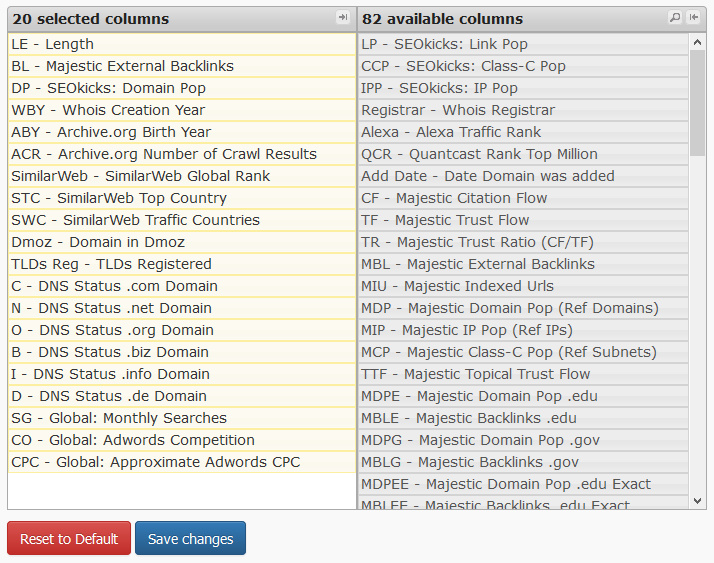 20 selected columns
LE - Length
BL - Majestic External Backlinks
DP - SEOkicks: Domain Pop
WBY - Whois Creation Year
ABY - Archive.org Birth Year
ACR - Archive.org Number of Crawl Results
SimilarWeb - SimilarWeb Global Rank
STC - SimilarWeb Top Country
SWC - SimilarWeb Traffic Countries
Dmoz - Domain in Dmoz
TLDs Reg - TLDs Registered
C - DNS Status .com Domain
N - DNS Status .net Domain
O - DNS Status .org Domain
B - DNS Status .biz Domain
I - DNS Status .info Domain
D - DNS Status .de Domain
SG - Global: Monthly Searches
CO - Global: Adwords Competition
CPC - Global: Approximate Adwords CPC
82 available columns
LP - SEOkicks: Link Pop
CCP - SEOkicks: Class-C Pop
IPP - SEOkicks: IP Pop
Registrar - Whois Registrar
Alexa - Alexa Traffic Rank
QCR - Quantcast Rank Top Million
Add Date - Date Domain was added
CF - Majestic Citation Flow
TF - Majestic Trust Flow
TR - Majestic Trust Ratio (CF/TF)
MBL - Majestic External Backlinks
MIU - Majestic Indexed Urls
MDP - Majestic Domain Pop (Ref Domains)
MIP - Majestic IP Pop (Ref IPs)
MCP - Majestic Class-C Pop (Ref Subnets)
TTF - Majestic Topical Trust Flow
MDPE - Majestic Domain Pop .edu
MBLE - Majestic Backlinks .edu
MDPG - Majestic Domain Pop .gov
MBLG - Majestic Backlinks .gov
MDPEE - Majestic Domain Pop .edu Exact
MBLEE - Majestic Backlinks .edu Exact
Reset to Default
Save changes